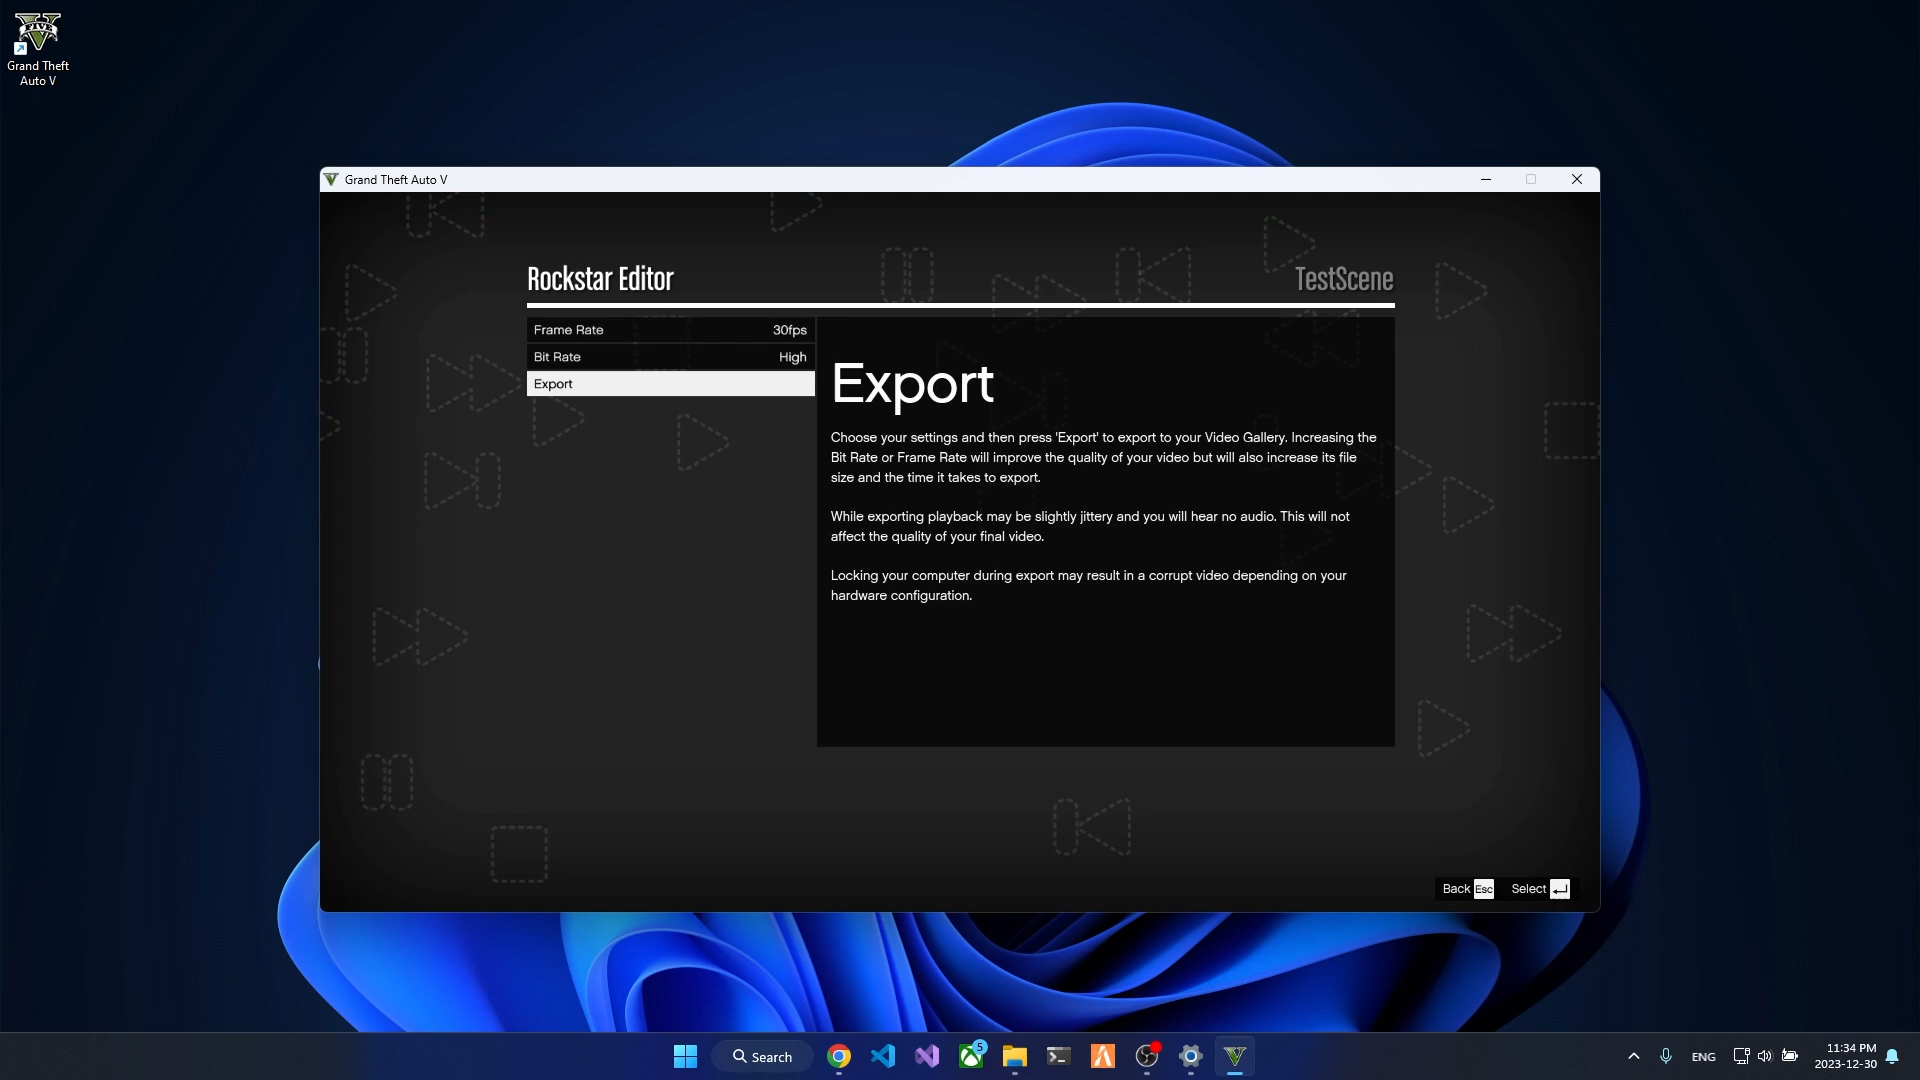 FIVE
Grand Theft
Auto V
Grand Theft Auto V
Rockstar Editor
TestScene
Frame Rate 30fps
Bit Rate High
Export
Export
Choose your settings and then press 'Export' to export to your Video Gallery. Increasing the
Bit Rate or Frame Rate will improve the quality of your video but will also increase its file
size and the time it takes to export.
While exporting playback may be slightly jittery and you will hear no audio. This will not
affect the quality of your final video.
Locking your computer during export may result in a corrupt video depending on your
hardware configuration.
Back Esc Select
Search
5
ENG
11:34 PM
2023-12-30